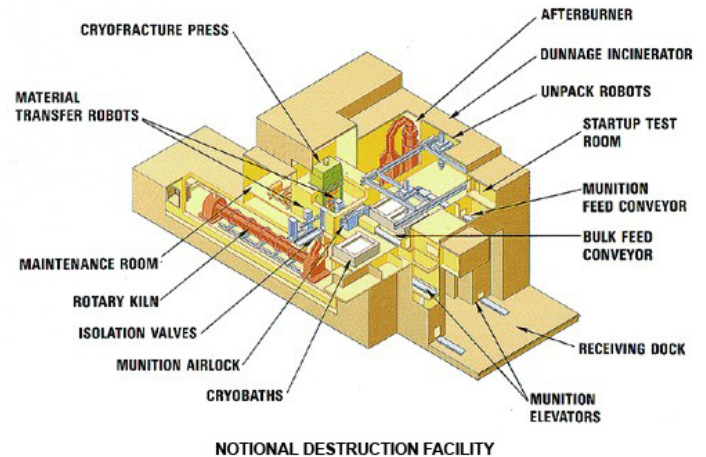 AFTERBURNER
CRYOFRACTURE PRESS
DUNNAGE INCINERATOR
UNPACK ROBOTS
MATERIAL
TRANSFER ROBOTS
STARTUP TEST
ROOM
MUNITION
FEED CONVEYOR
BULK FEED
CONVEYOR
MAINTENANCE ROOM
ROTARY KILN
ISOLATION VALVES
MUNITION AIRLOCK
CRYOBATHS
RECEIVING DOCK
MUNITION
ELEVATORS
NOTIONAL DESTRUCTION FACILITY